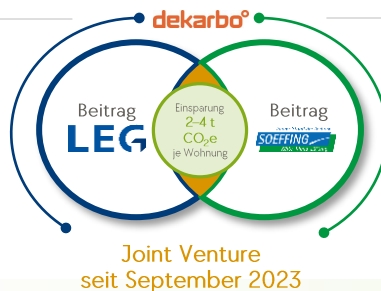 dekarbo°
Beitrag
LEG
Einsparung
2–4 t
CO₂e
je Wohnung
Beitrag
SOEFFING
Joint Venture
seit September 2023